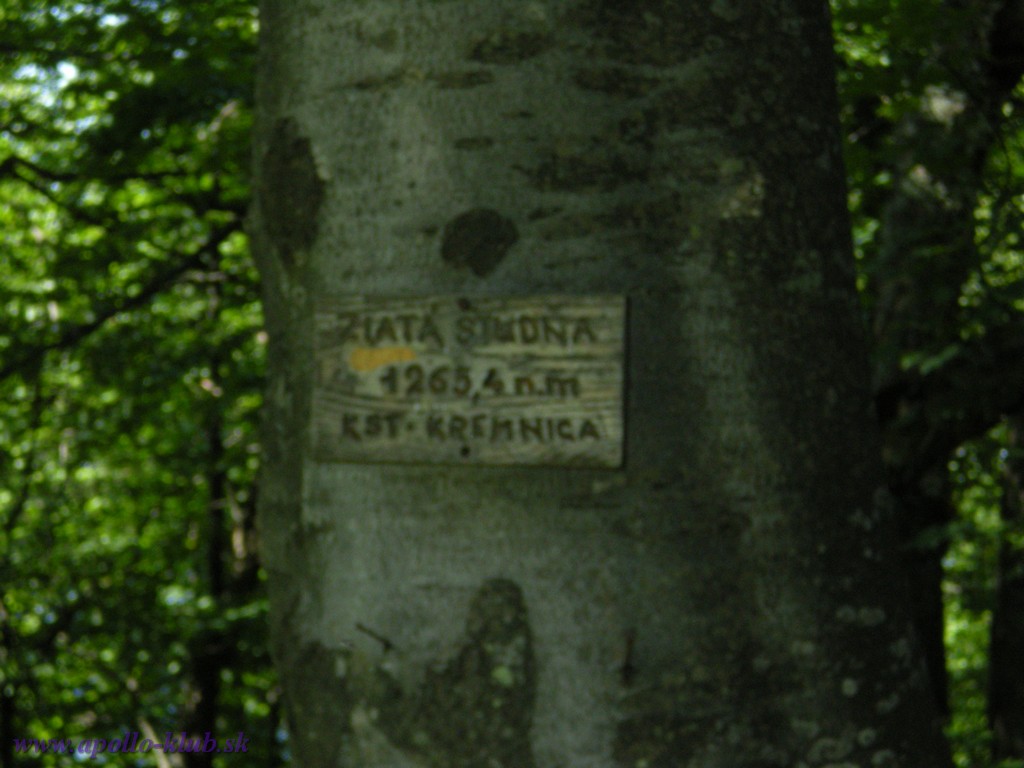 ZLATÁ STUDŇA
1265,4 n.m
KST - KREMNICA
www.apollo-klub.sk